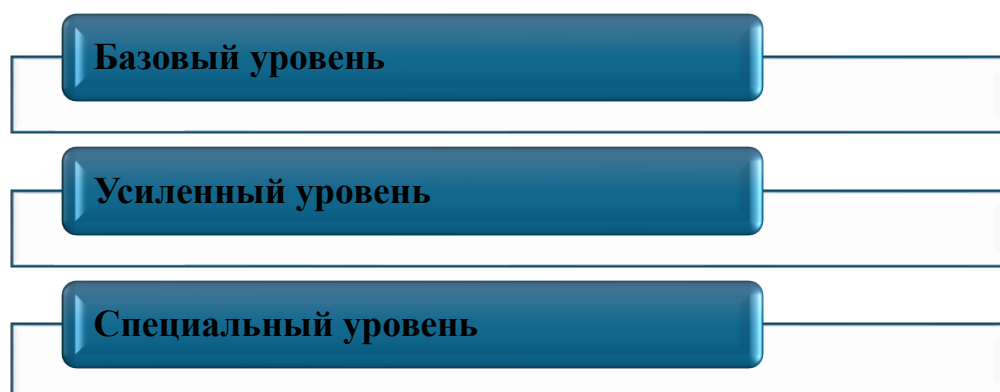 Базовый уровень
Усиленный уровень
Специальный уровень